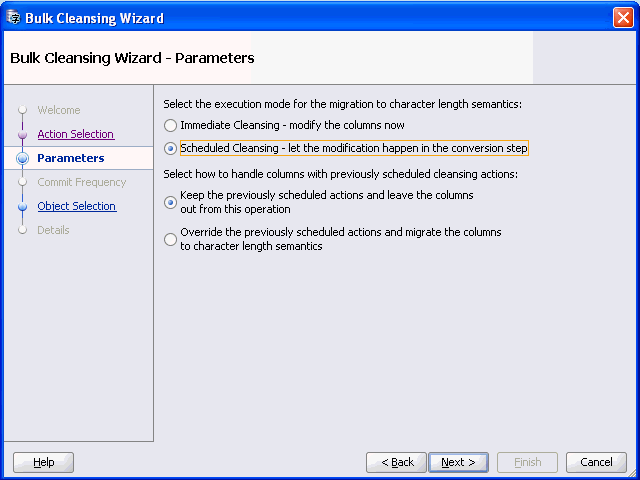 Bulk Cleansing Wizard
Bulk Cleansing Wizard - Parameters
Welcome
Action Selection
Parameters
Commit Frequency
Object Selection
Details
Select the execution mode for the migration to character length semantics:
Immediate Cleansing - modify the columns now
Scheduled Cleansing - let the modification happen in the conversion step
Select how to handle columns with previously scheduled cleansing actions:
Keep the previously scheduled actions and leave the columns
out from this operation
Override the previously scheduled actions and migrate the columns
to character length semantics
Help
< Back
Next >
Finish
Cancel